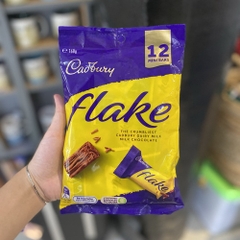 12
Cadbury
flake
THE CRUMBLIEST
CADBURY DAIRY MILK
MILK CHOCOLATE
flake